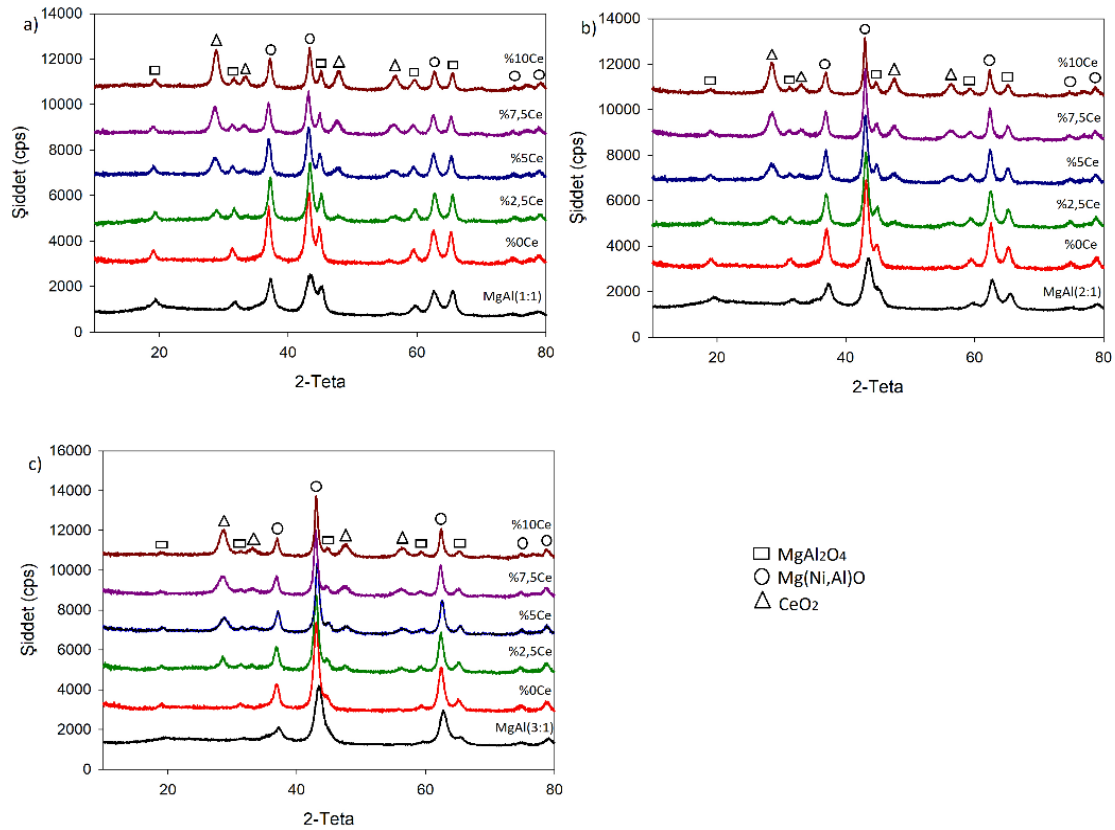 a)
14000
12000
10000
8000
6000
4000
2000
0
Şiddet (cps)
%10Ce
%7,5Ce
%5Ce
%2,5Ce
%0Ce
MgAl(1:1)
20 40 60 80
2-Teta
b)
14000
12000
10000
8000
6000
4000
2000
0
Şiddet (cps)
%10Ce
%7,5Ce
%5Ce
%2,5Ce
%0Ce
MgAl(2:1)
20 40 60 80
2-Teta
c)
16000
14000
12000
10000
8000
6000
4000
2000
0
Şiddet (cps)
%10Ce
%7,5Ce
%5Ce
%2,5Ce
%0Ce
MgAl(3:1)
20 40 60 80
2-Teta
MgAl₂O₄
Mg(Ni,Al)O
CeO₂